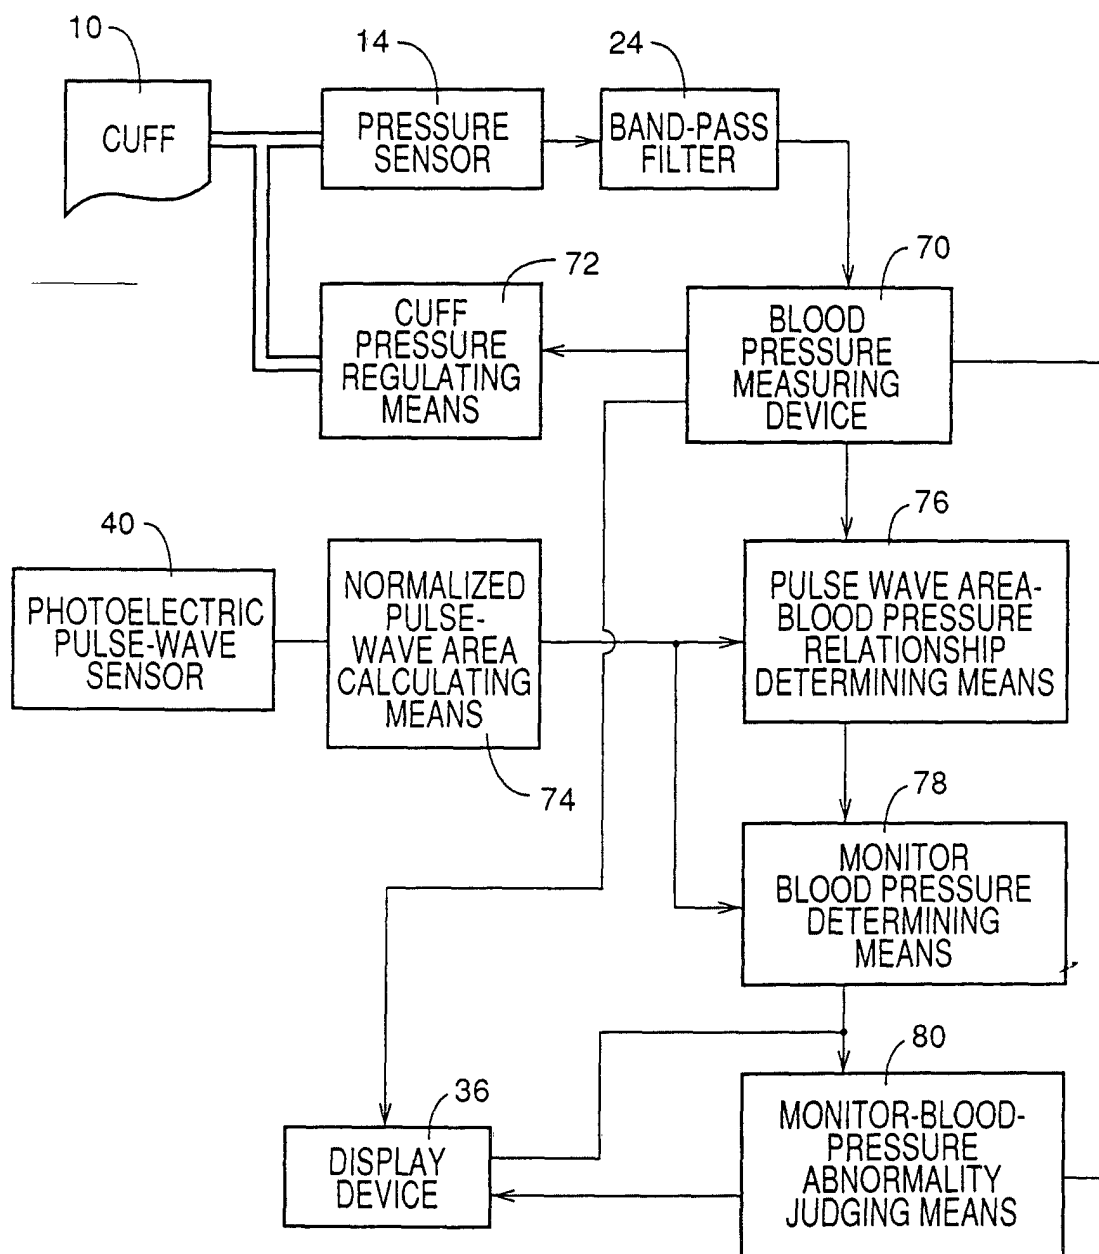 10
14
24
CUFF
PRESSURE
SENSOR
BAND-PASS
FILTER
72
70
CUFF
PRESSURE
REGULATING
MEANS
BLOOD
PRESSURE
MEASURING
DEVICE
40
76
PHOTOELECTRIC
PULSE-WAVE
SENSOR
NORMALIZED
PULSE-
WAVE AREA
CALCULATING
MEANS
PULSE WAVE AREA-
BLOOD PRESSURE
RELATIONSHIP
DETERMINING MEANS
74
78
MONITOR
BLOOD PRESSURE
DETERMINING
MEANS
80
36
DISPLAY
DEVICE
MONITOR-BLOOD-
PRESSURE
ABNORMALITY
JUDGING MEANS